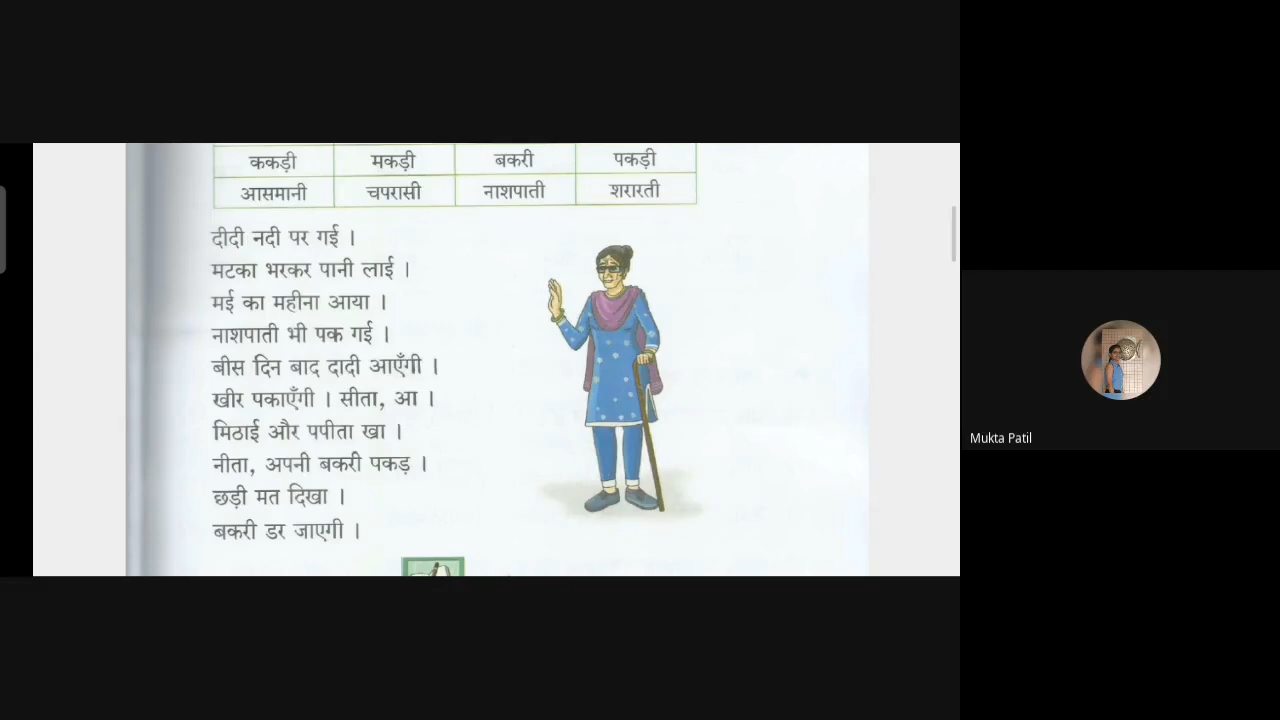 ककड़ी मकड़ी बकरी पकड़ी
आसमानी चपरासी नाशपाती शरारती
दीदी नदी पर गई ।
मटका भरकर पानी लाई ।
मई का महीना आया ।
नाशपाती भी पक गई ।
बीस दिन बाद दादी आएँगी ।
खीर पकाएँगी । सीता, आ ।
मिठाई और पपीता खा ।
नीता, अपनी बकरी पकड़ ।
छड़ी मत दिखा ।
बकरी डर जाएगी ।
Mukta Patil